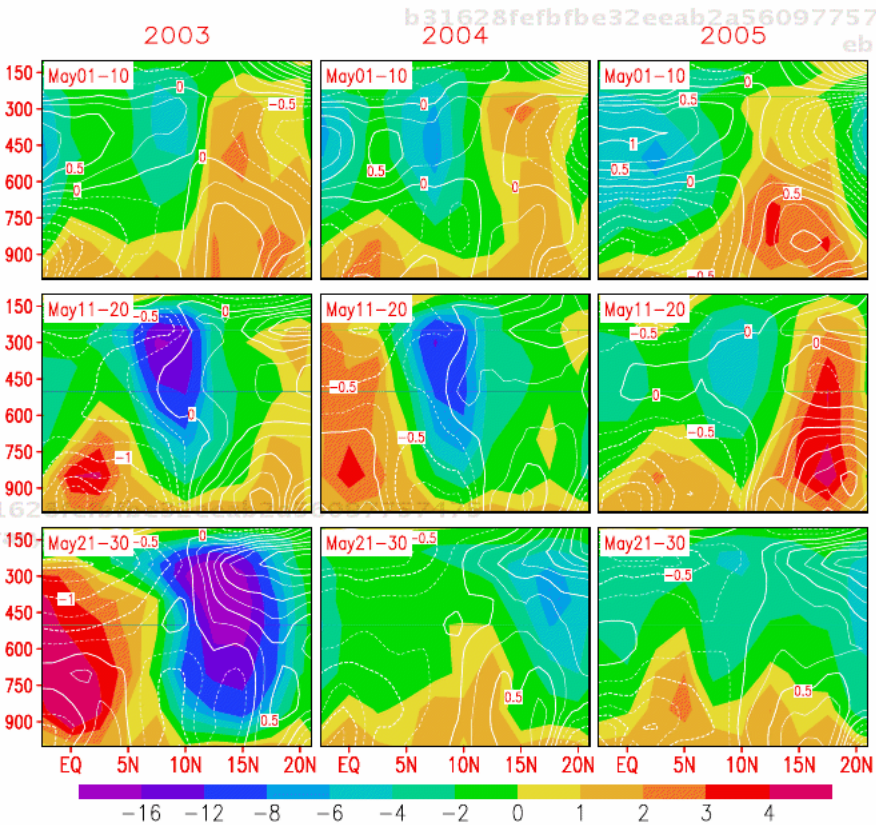 b31628fefbfbe32eeab2a56097757
eb
2003 2004 2005
May01-10 May01-10 May01-10
150 300 450 600 750 900
0 -0.5 0 0.5 0
0 0.5 0 0
0 0.5 1 0.5 0 0.5 -0.5
May11-20 May11-20 May11-20
150 300 450 600 750 900
-0.5 0 0 -1
-0.5 -0.5
-0.5 0 0 0 -0.5
May21-30 May21-30 May21-30
150 300 450 600 750 900
-0.5 0 -1 0.5
-0.5 0.5
-0.5 0.5
EQ 5N 10N 15N 20N EQ 5N 10N 15N 20N EQ 5N 10N 15N 20N
-16 -12 -8 -6 -4 -2 0 1 2 3 4